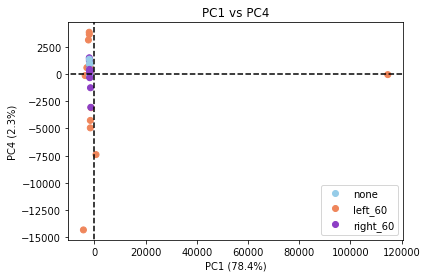 PC1 vs PC4
2500
0
−2500
−5000
−7500
−10000
−12500
−15000
PC4 (2.3%)
0
20000
40000
60000
80000
100000
120000
PC1 (78.4%)
none
left_60
right_60